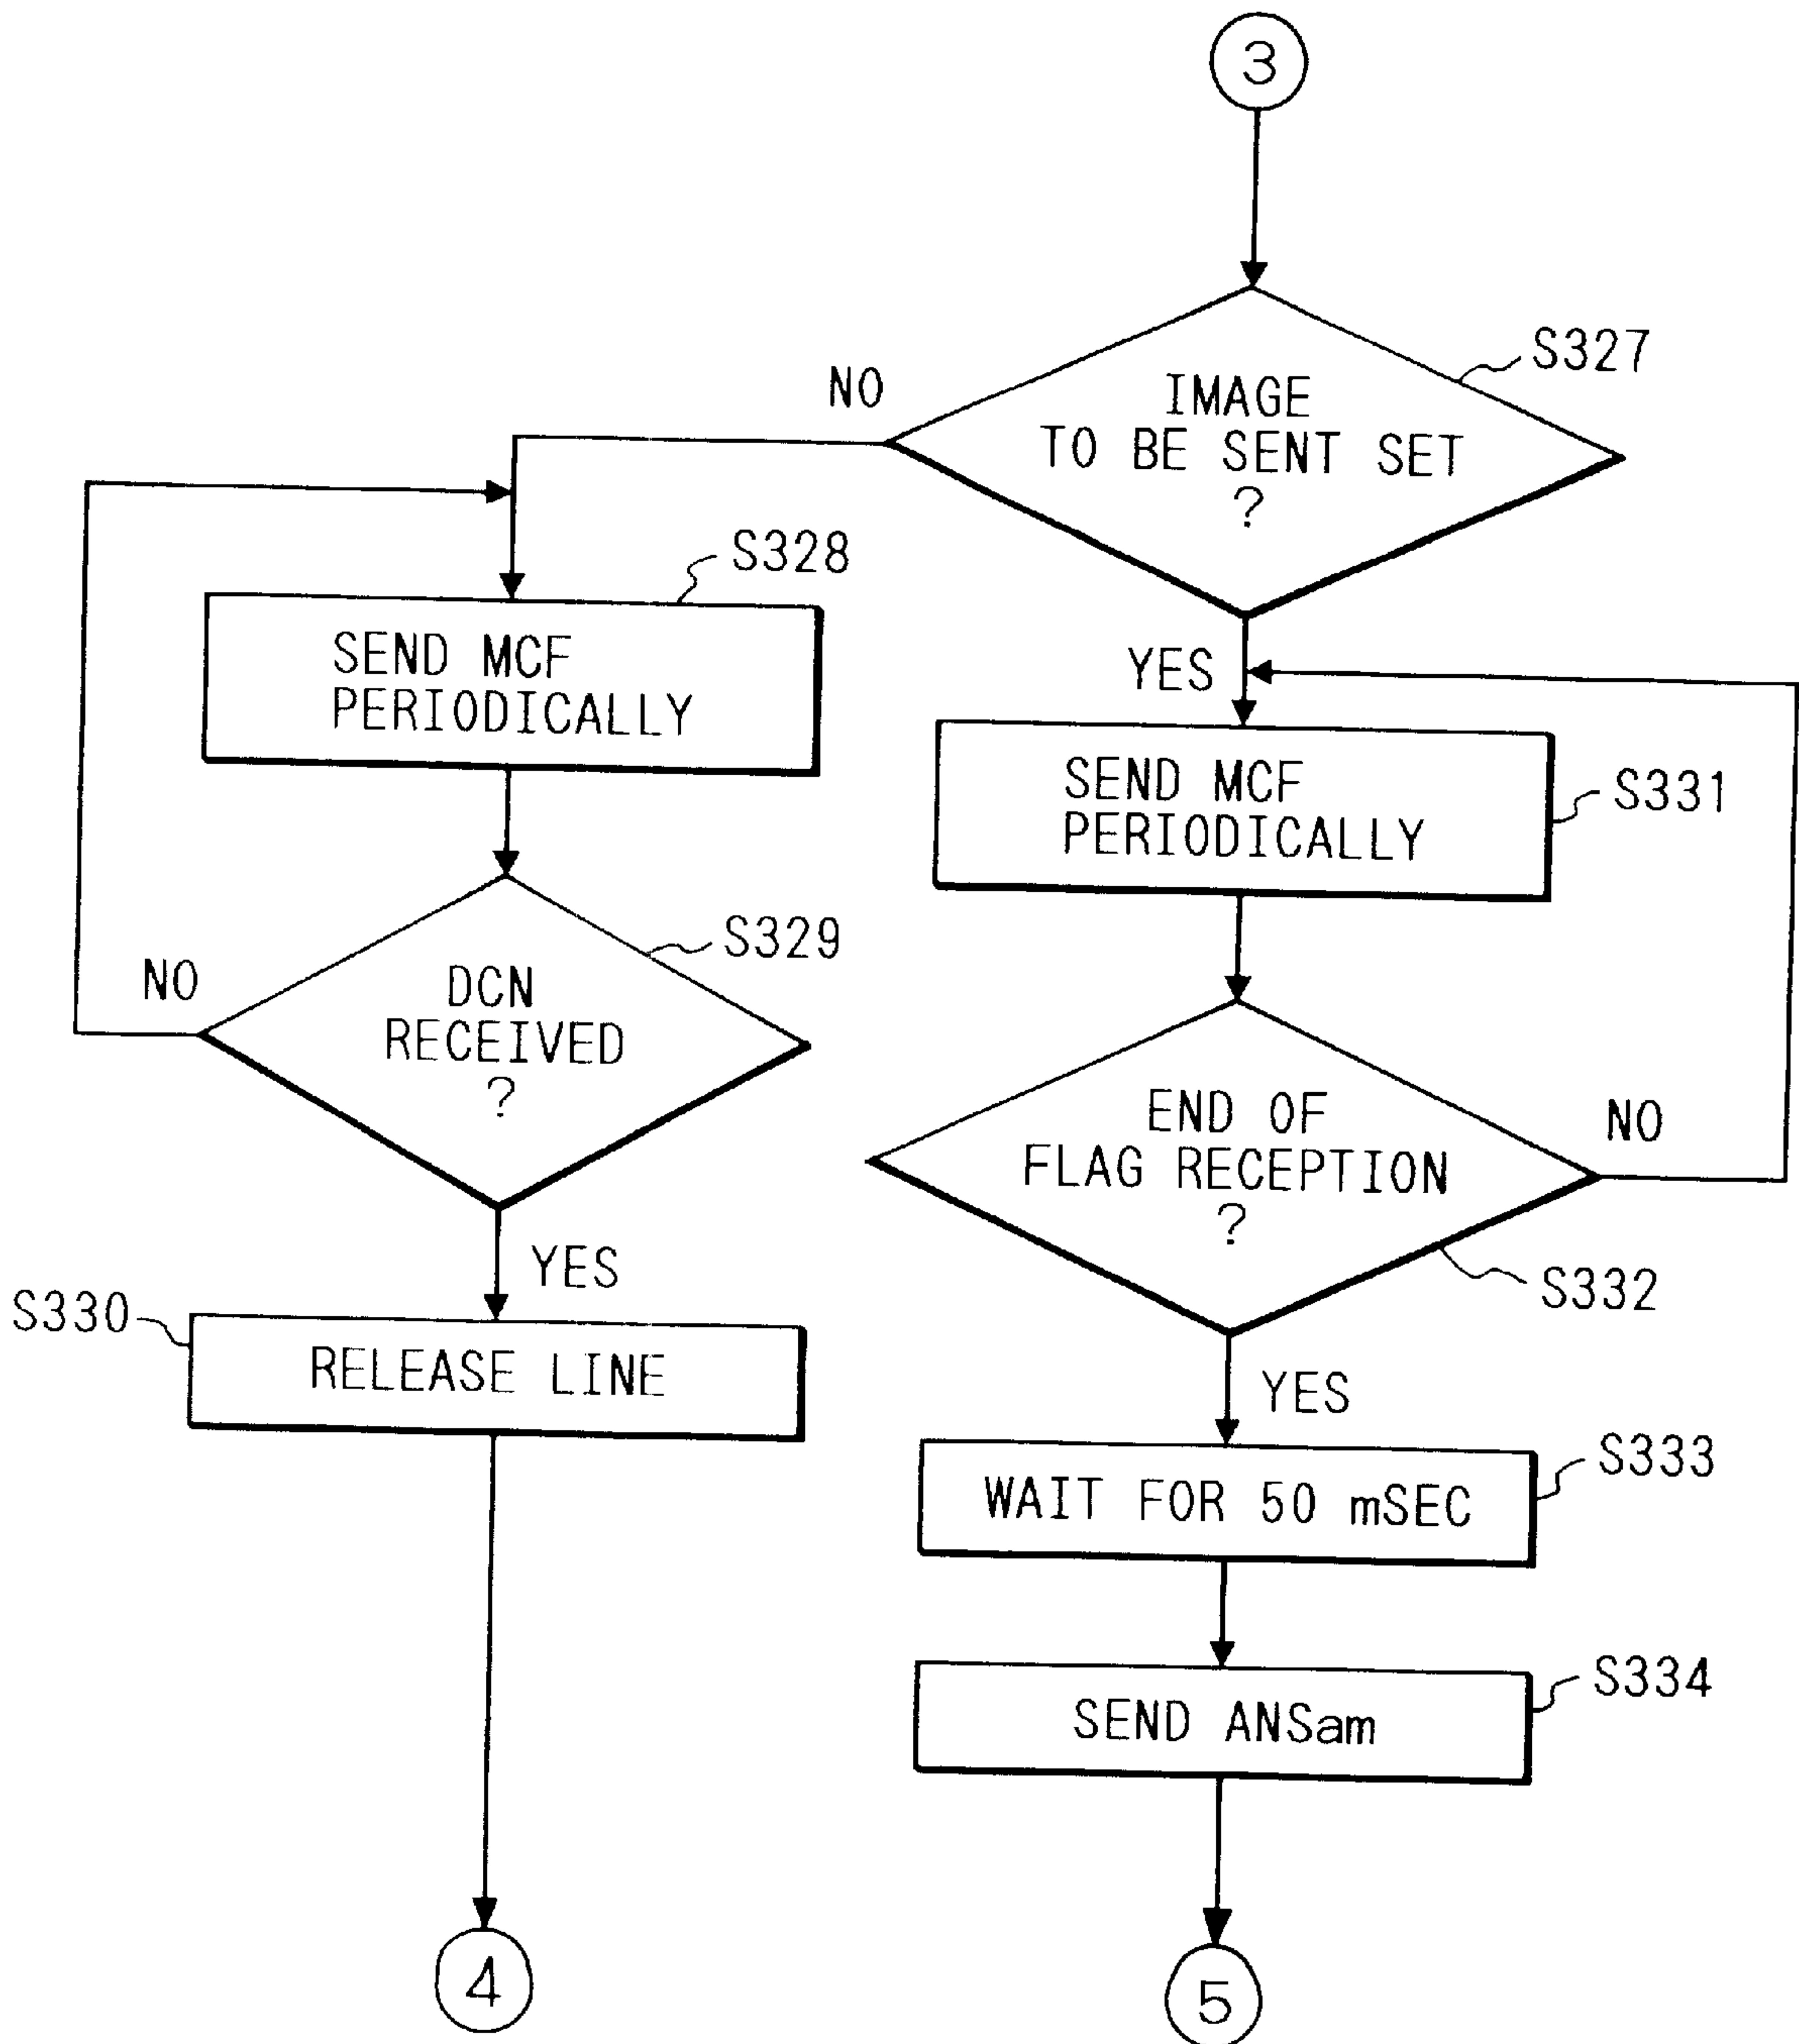 3
S327
NO
IMAGE
TO BE SENT SET
?
S328
SEND MCF
PERIODICALLY
YES
SEND MCF
PERIODICALLY
S331
S329
NO
DCN
RECEIVED
?
END OF
FLAG RECEPTION
?
NO
S332
YES
S330
RELEASE LINE
YES
S333
WAIT FOR 50 mSEC
S334
SEND ANSam
4
5